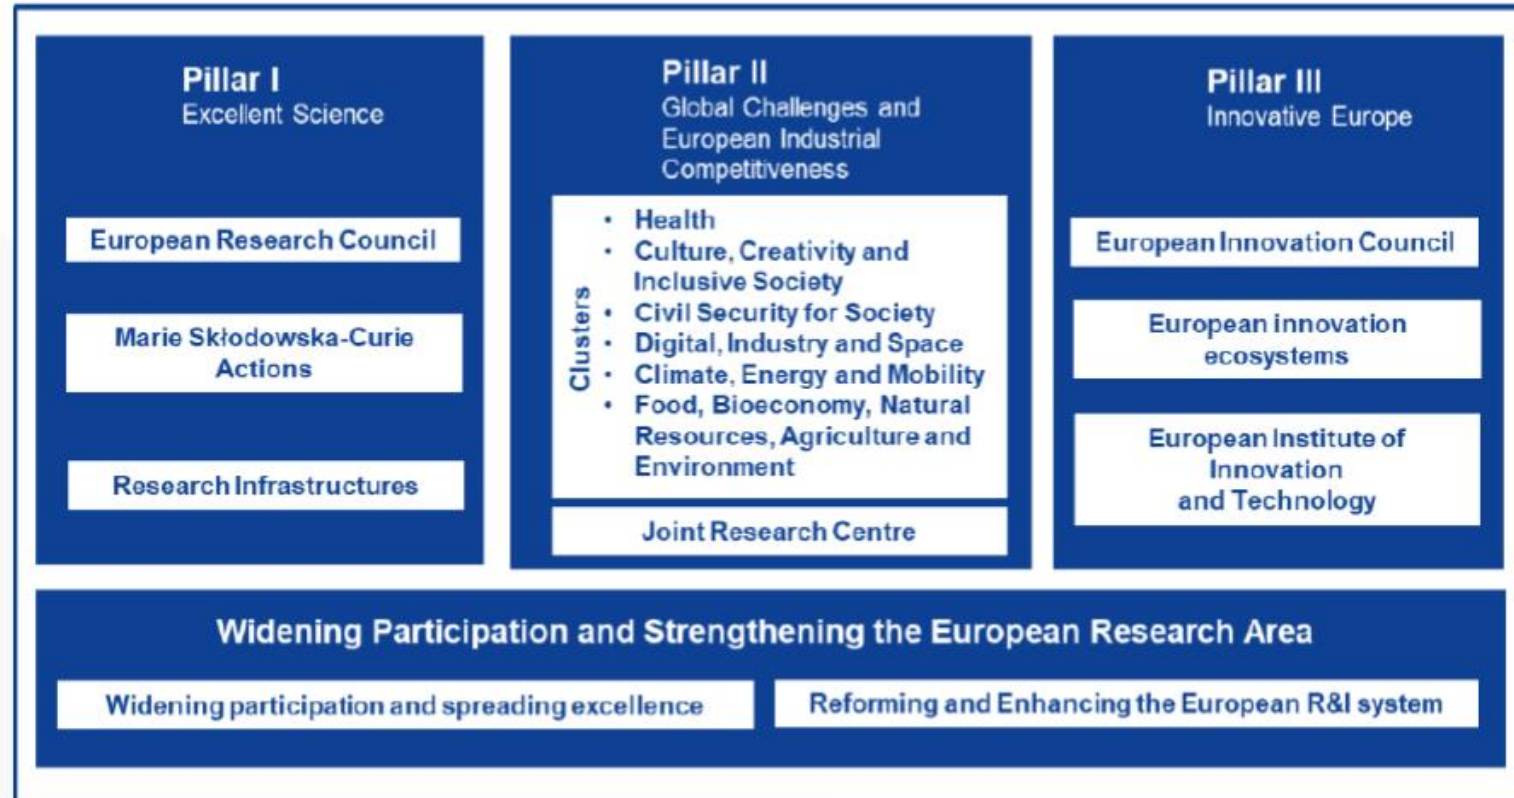 Pillar I
Excellent Science
European Research Council
Marie Skłodowska-Curie
Actions
Research Infrastructures
Pillar II
Global Challenges and
European Industrial
Competitiveness
Clusters
• Health
• Culture, Creativity and
Inclusive Society
• Civil Security for Society
• Digital, Industry and Space
• Climate, Energy and Mobility
• Food, Bioeconomy, Natural
Resources, Agriculture and
Environment
Joint Research Centre
Pillar III
Innovative Europe
European Innovation Council
European innovation
ecosystems
European Institute of
Innovation
and Technology
Widening Participation and Strengthening the European Research Area
Widening participation and spreading excellence
Reforming and Enhancing the European R&I system